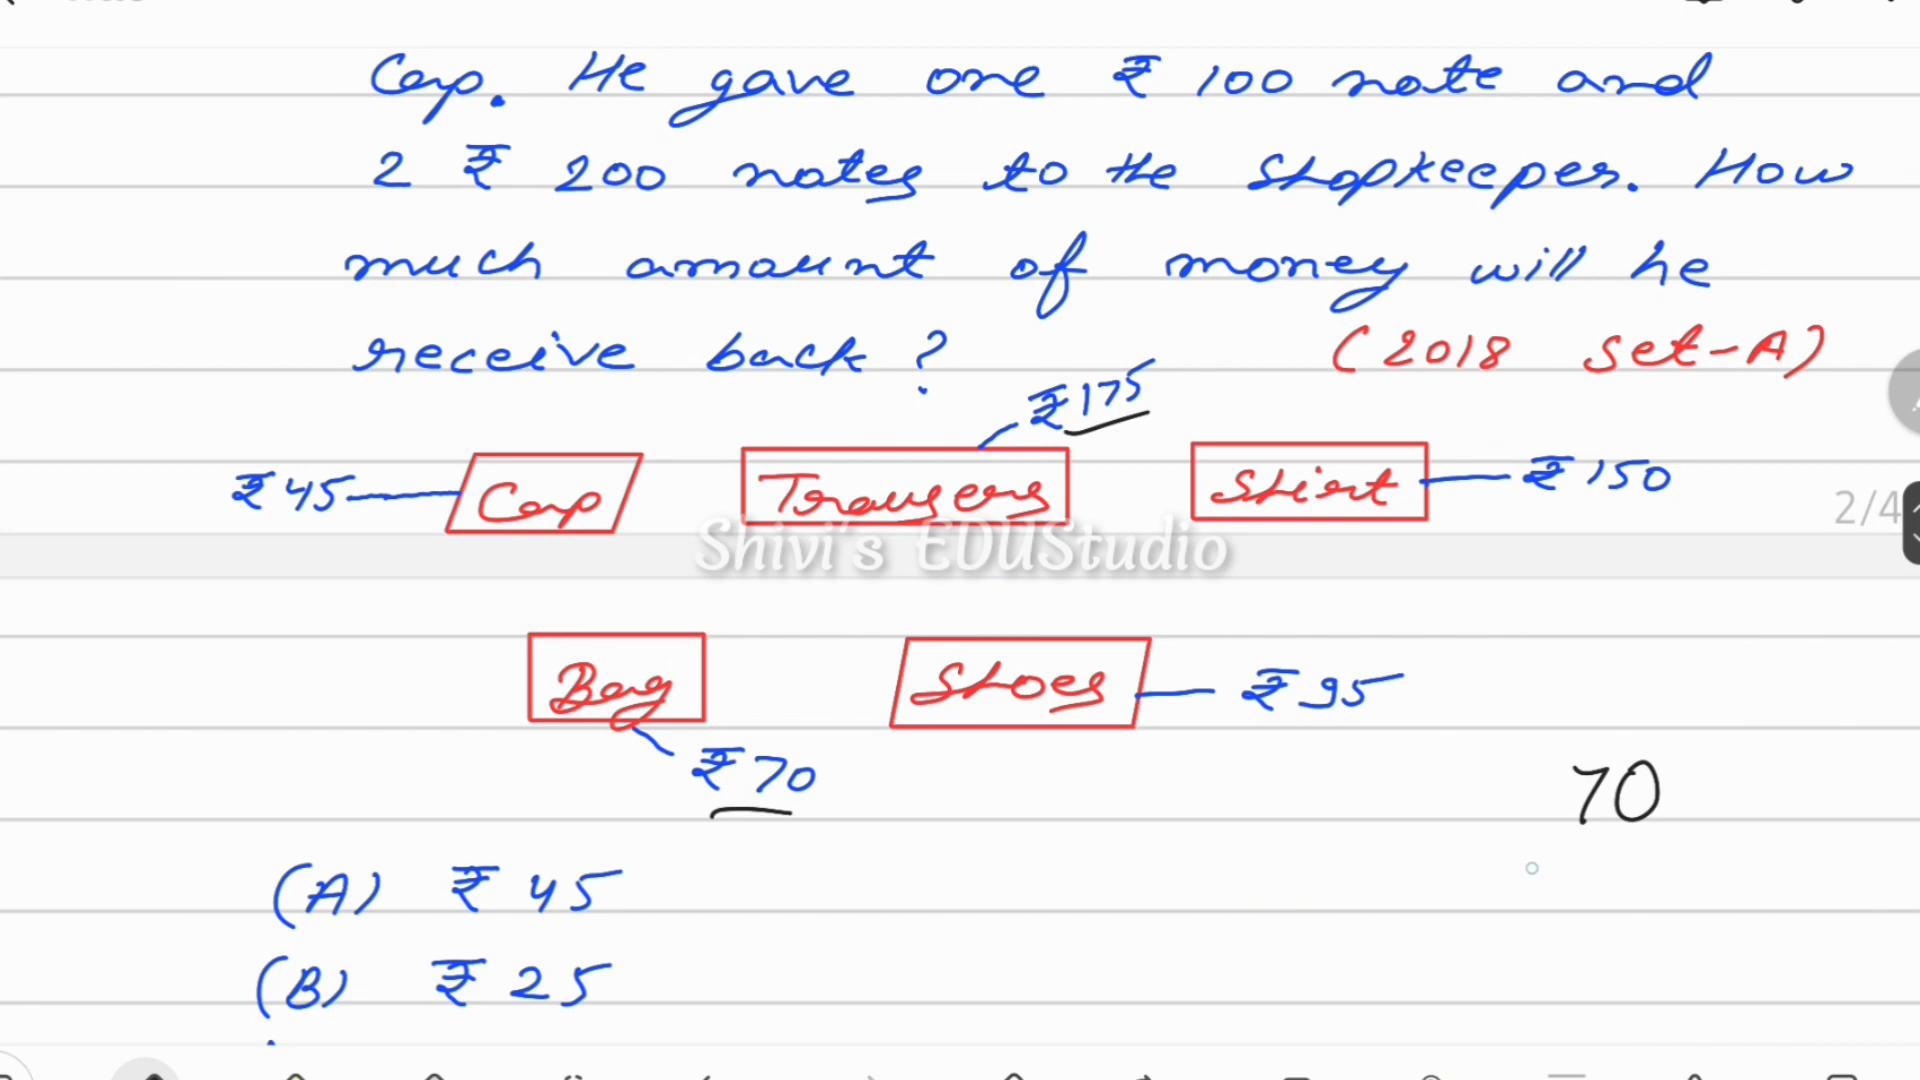 Cap. He gave one ₹ 100 note and
2 ₹ 200 notes to the shopkeeper. How
much amount of money will he
receive back ? (2018 Set-A)
₹175
₹45 Cap Trousers Shirt ₹150
2/4
Shivi's EDUStudio
Bag Shoes ₹95
₹70
70
(A) ₹ 45
(B) ₹ 25